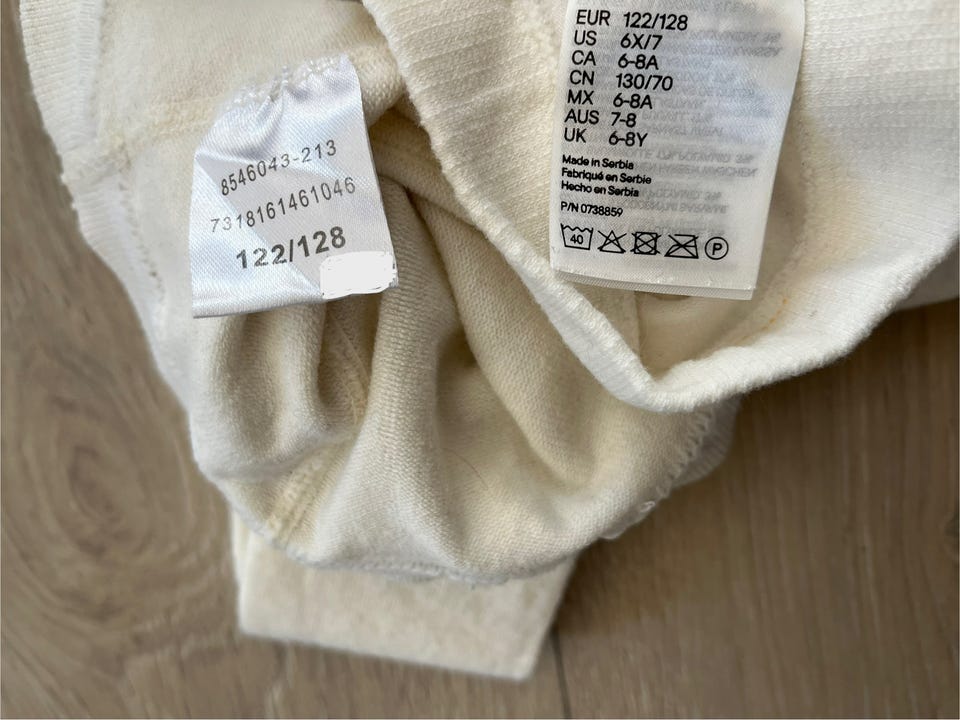 8546043-213
7318161461046
122/128
EUR 122/128
US 6X/7
CA 6-8A
CN 130/70
MX 6-8A
AUS 7-8
UK 6-8Y
Made in Serbia
Fabriqué en Serbie
Hecho en Serbia
P/N 0738859
40 P